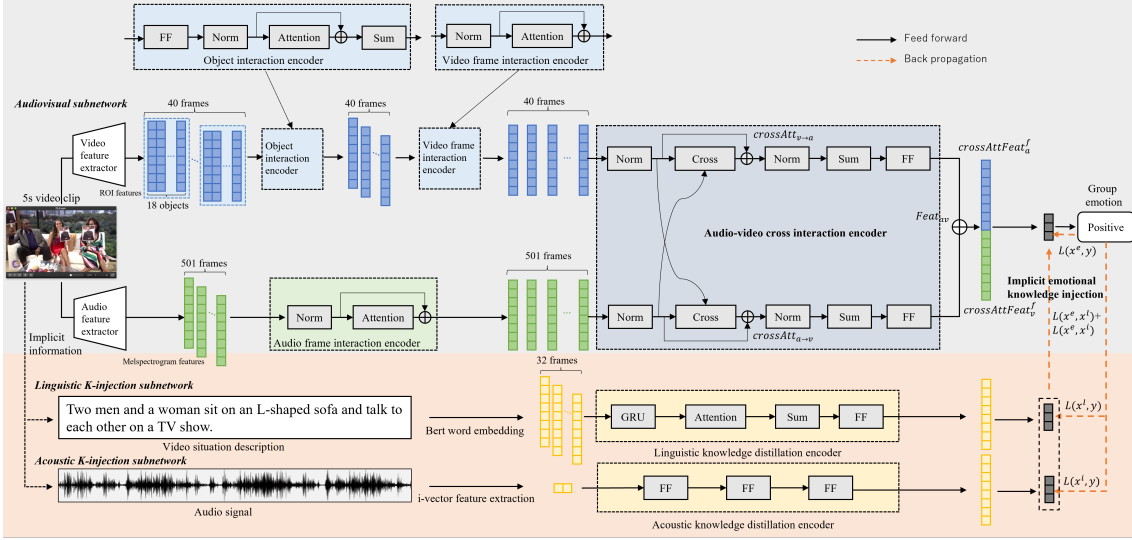 FF
Norm
Attention
Sum
Object interaction encoder
Norm
Attention
Video frame interaction encoder
Feed forward
Back propagation
Audiovisual subnetwork
40 frames
40 frames
40 frames
Video
feature
extractor
ROI features
18 objects
Object
interaction
encoder
Video frame
interaction
encoder
Norm
Cross
crossAtt_{v→a}
Norm
Sum
FF
crossAttFeat_a^f
5s video clip
Group
emotion
Positive
Feat_{av}
Audio-video cross interaction encoder
L(x^e, y)
501 frames
501 frames
Audio
feature
extractor
Melspectrogram features
Norm
Attention
Audio frame interaction encoder
Norm
Cross
crossAtt_{a→v}
Norm
Sum
FF
Implicit emotional
knowledge injection
crossAttFeat_v^f
L(x^e, x^l)+
L(x^e, x^i)
Implicit
information
32 frames
Linguistic K-injection subnetwork
Two men and a woman sit on an L-shaped sofa and talk to
each other on a TV show.
Video situation description
Bert word embedding
GRU
Attention
Sum
FF
Linguistic knowledge distillation encoder
L(x^l, y)
Acoustic K-injection subnetwork
Audio signal
i-vector feature extraction
FF
FF
FF
Acoustic knowledge distillation encoder
L(x^i, y)